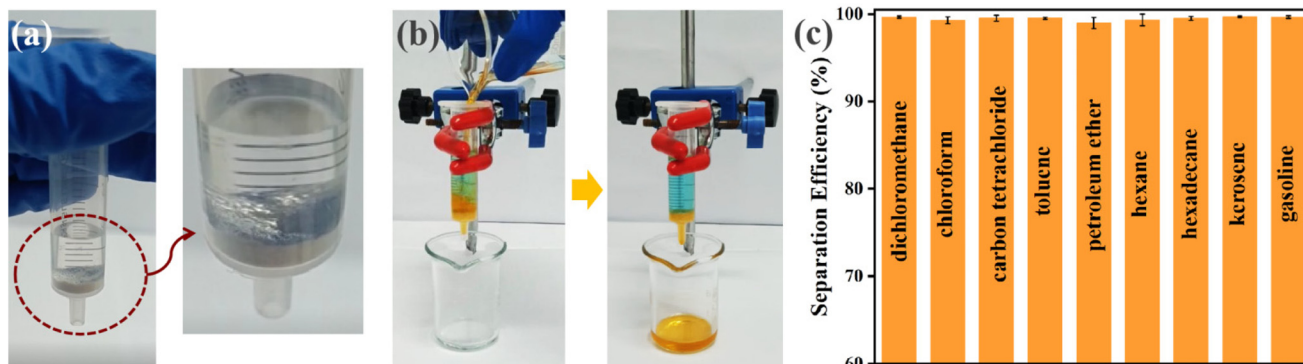 (a)
(b)
(c)
Separation Efficiency (%)
100
90
80
70
60
dichloromethane
chloroform
carbon tetrachloride
toluene
petroleum ether
hexane
hexadecane
kerosene
gasoline